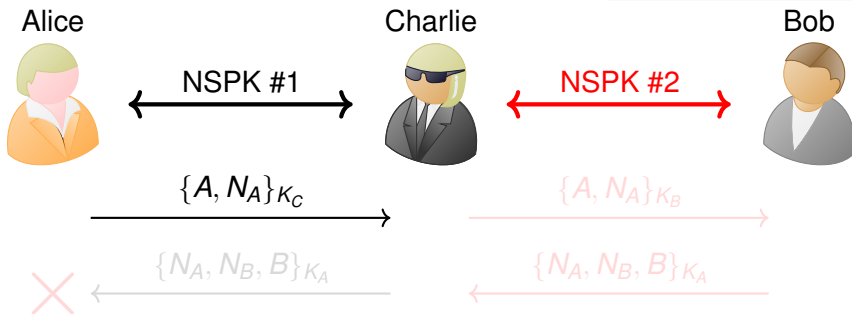 Alice Charlie Bob
NSPK #1 NSPK #2
{A, N_A}_{K_C} {A, N_A}_{K_B}
{N_A, N_B, B}_{K_A} {N_A, N_B, B}_{K_A}